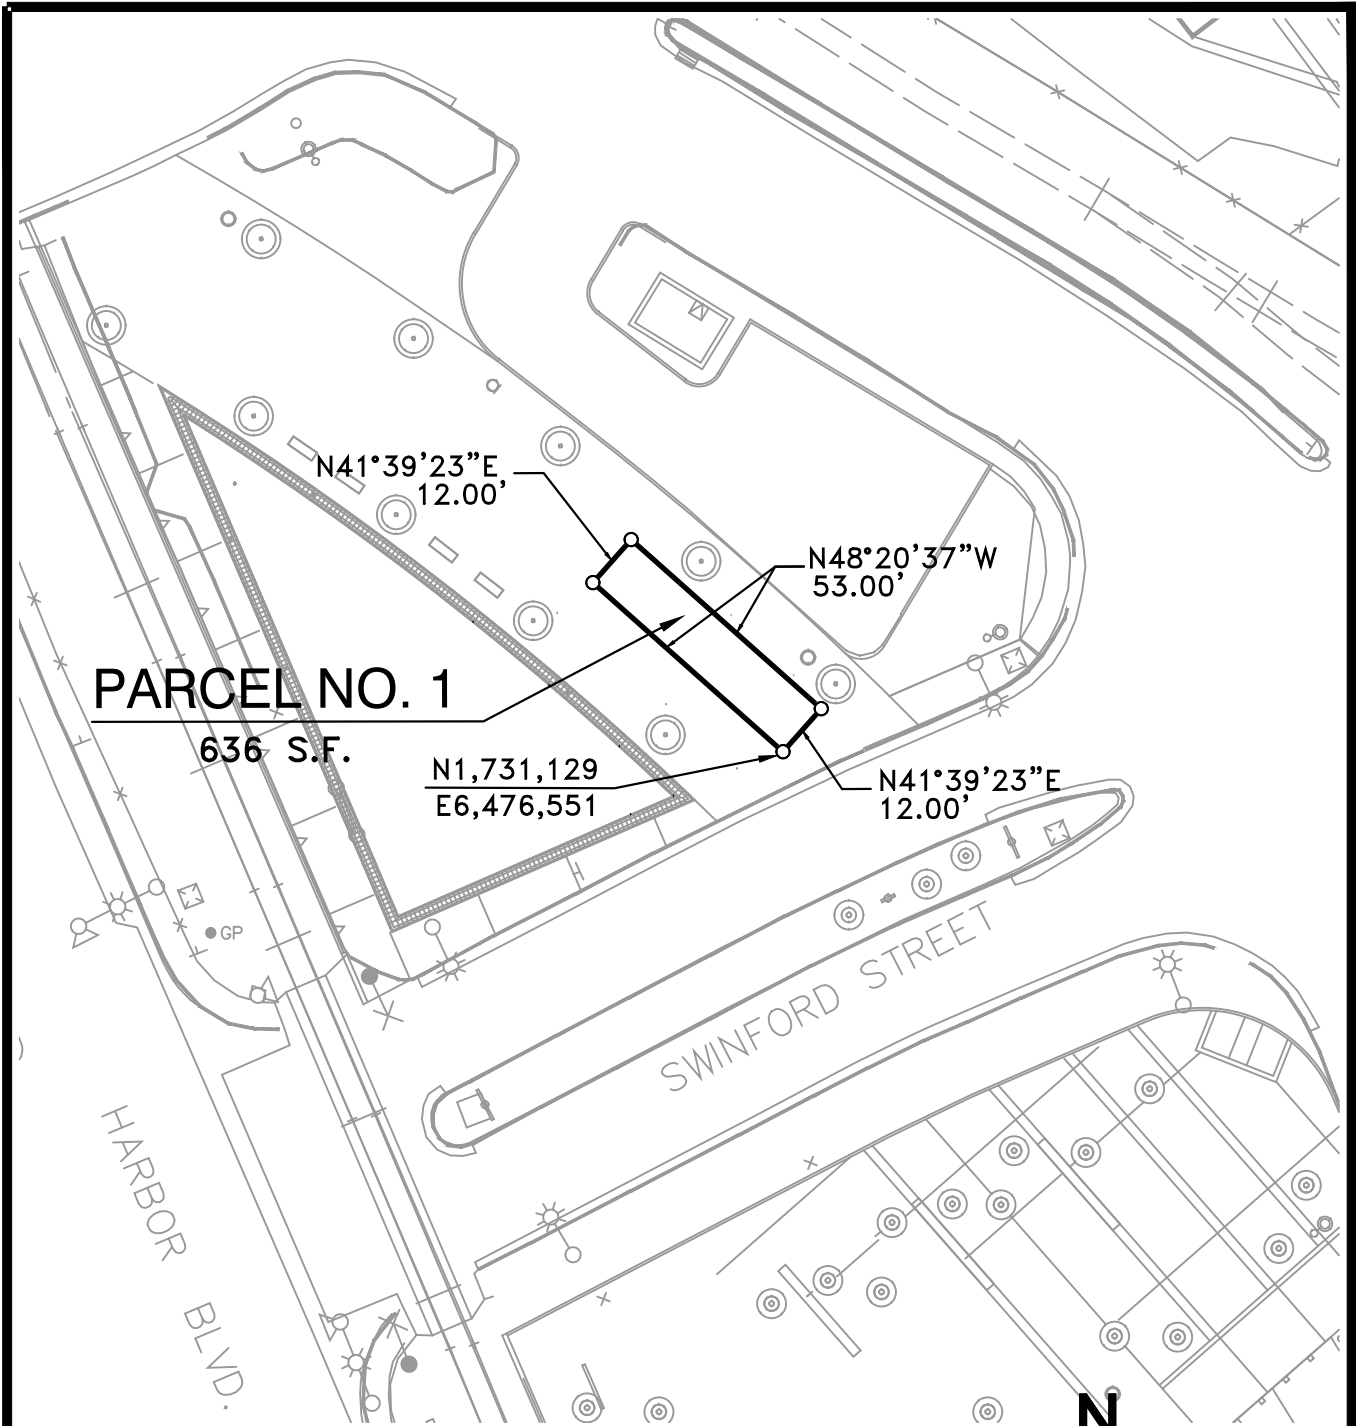 N41°39'23"E
12.00'
N48°20'37"W
53.00'
PARCEL NO. 1
636 S.F.
N1,731,129
E6,476,551
N41°39'23"E
12.00'
GP
SWINFORD STREET
HARBOR BLVD.
N